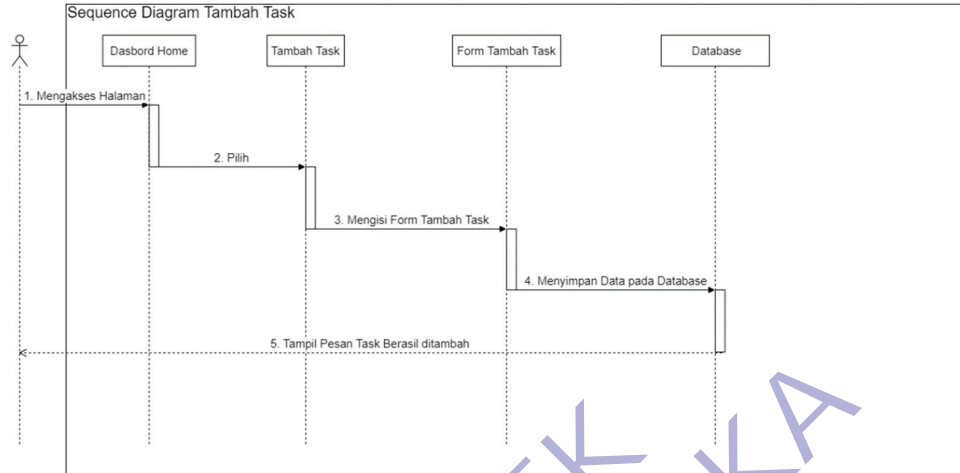 Sequence Diagram Tambah Task
Dasbord Home
Tambah Task
Form Tambah Task
Database
1. Mengakses Halaman
2. Pilih
3. Mengisi Form Tambah Task
4. Menyimpan Data pada Database
5. Tampil Pesan Task Berasil ditambah